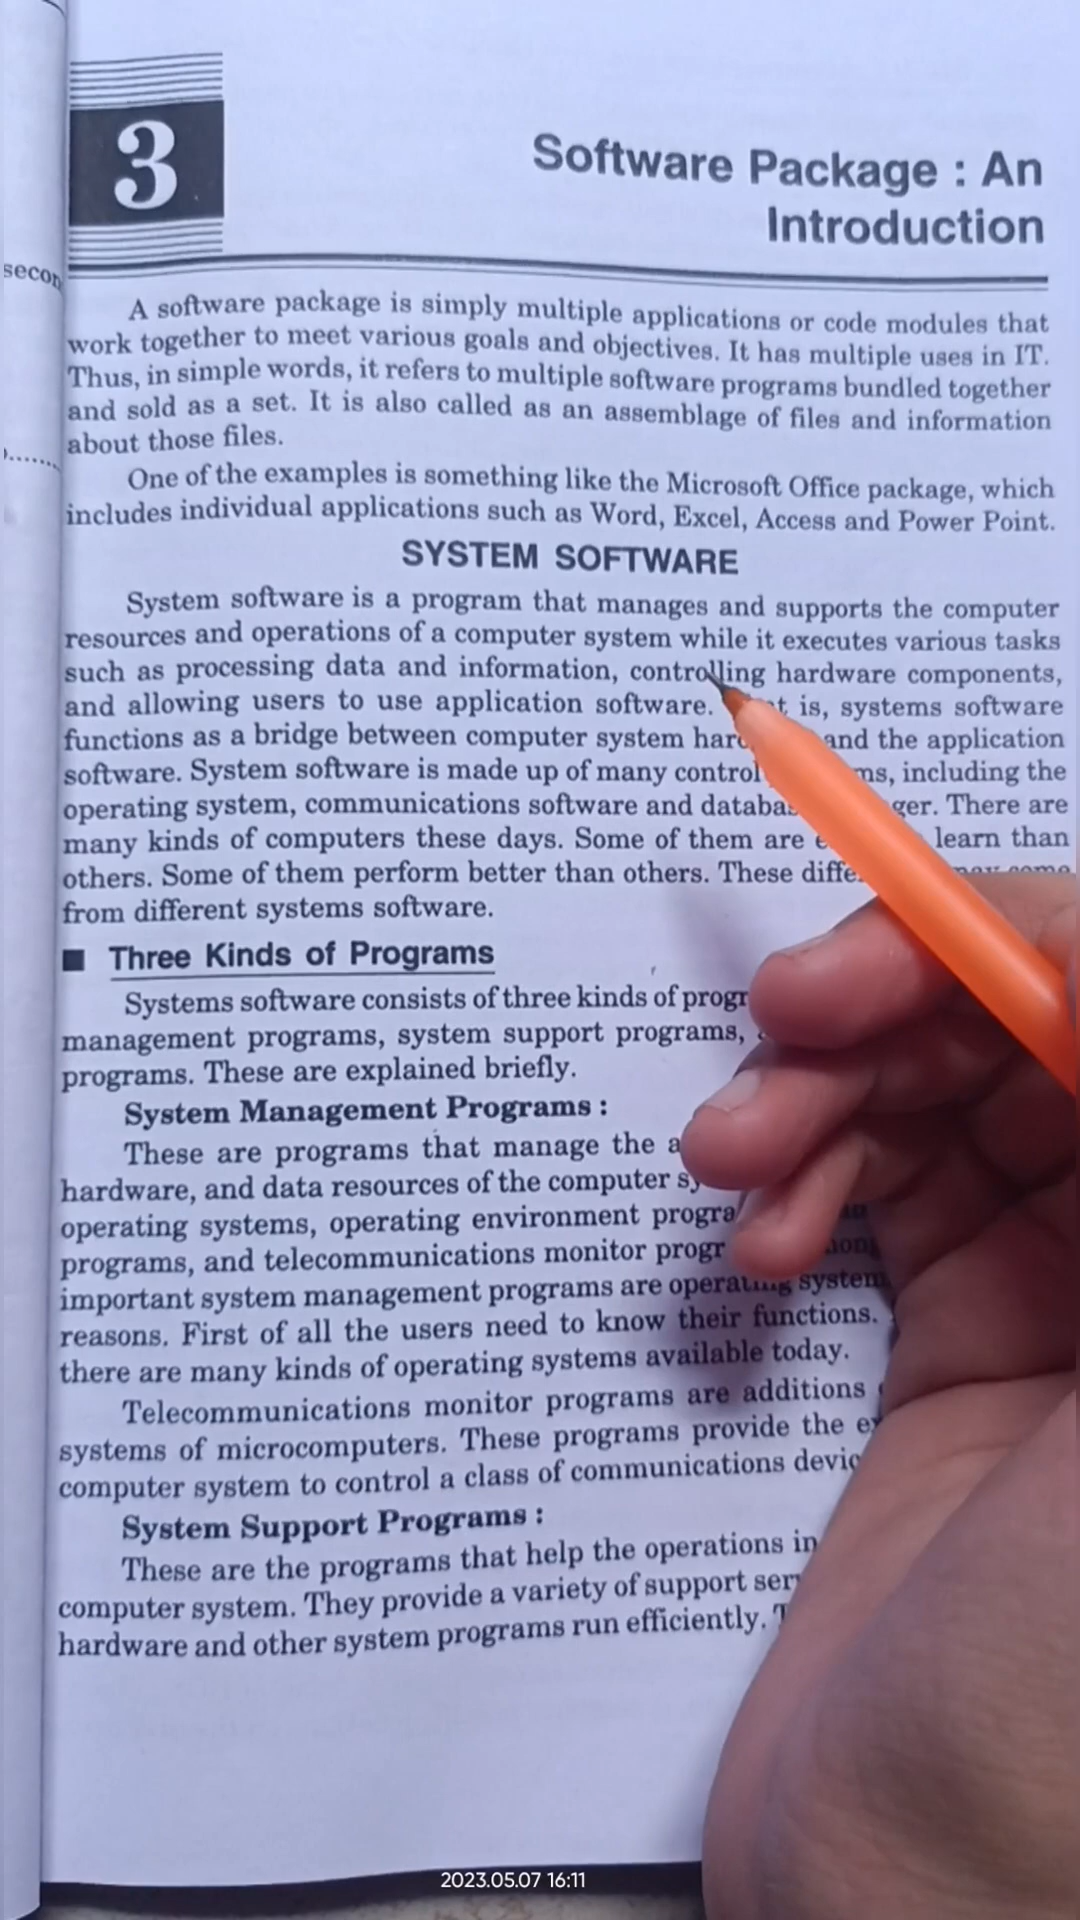 3
Software Package : An
Introduction
secon
A software package is simply multiple applications or code modules that
work together to meet various goals and objectives. It has multiple uses in IT.
Thus, in simple words, it refers to multiple software programs bundled together
and sold as a set. It is also called as an assemblage of files and information
about those files.
One of the examples is something like the Microsoft Office package, which
includes individual applications such as Word, Excel, Access and Power Point.
SYSTEM SOFTWARE
System software is a program that manages and supports the computer
resources and operations of a computer system while it executes various tasks
such as processing data and information, controlling hardware components,
and allowing users to use application software. is, systems software
functions as a bridge between computer system and the application
software. System software is made up of many control including the
operating system, communications software and There are
many kinds of computers these days. Some of them are learn than
others. Some of them perform better than others. These
from different systems software.
■ Three Kinds of Programs
Systems software consists of three kinds of
management programs, system support programs,
programs. These are explained briefly.
System Management Programs :
These are programs that manage the
hardware, and data resources of the computer
operating systems, operating environment
programs, and telecommunications monitor
important system management programs are operating system
reasons. First of all the users need to know their functions.
there are many kinds of operating systems available today.
Telecommunications monitor programs are additions
systems of microcomputers. These programs provide the
computer system to control a class of communications
System Support Programs :
These are the programs that help the operations in
computer system. They provide a variety of support
hardware and other system programs run efficiently.
2023.05.07 16:11